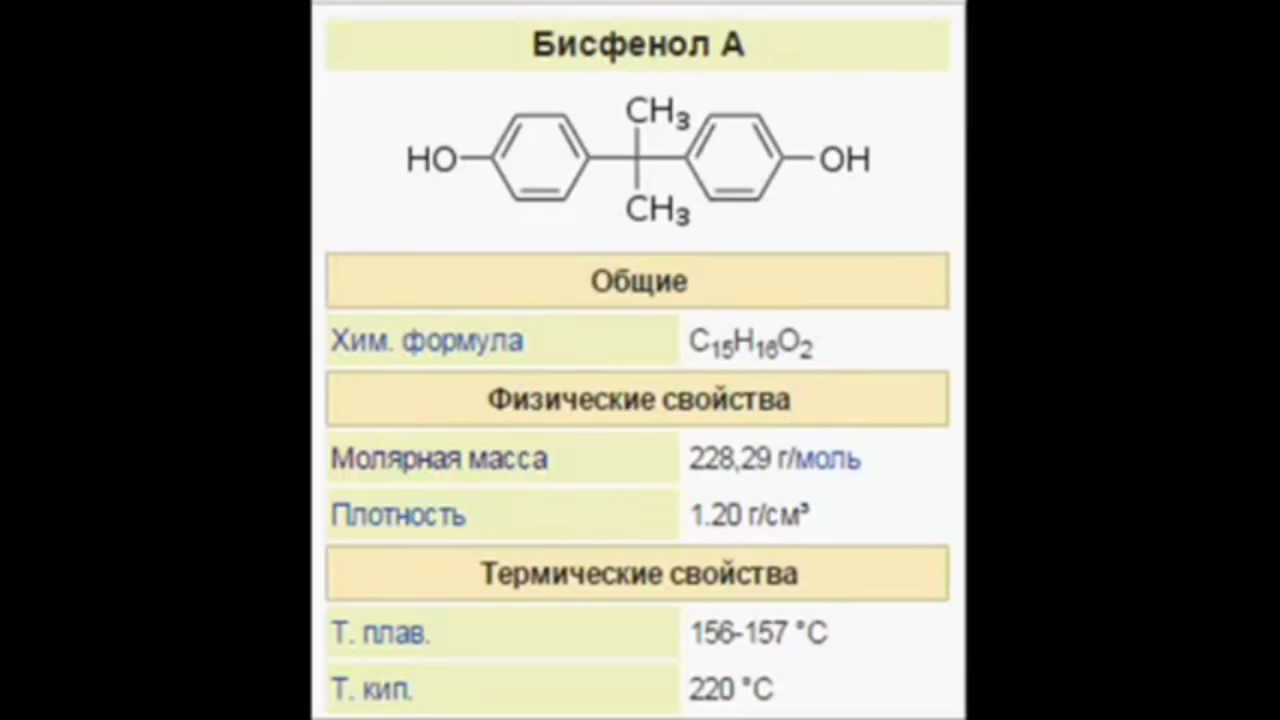 Бисфенол А
CH₃
HO OH
CH₃
Общие
Хим. формула C₁₅H₁₆O₂
Физические свойства
Молярная масса 228,29 г/моль
Плотность 1.20 г/см³
Термические свойства
Т. плав. 156-157 °C
Т. кип. 220 °C